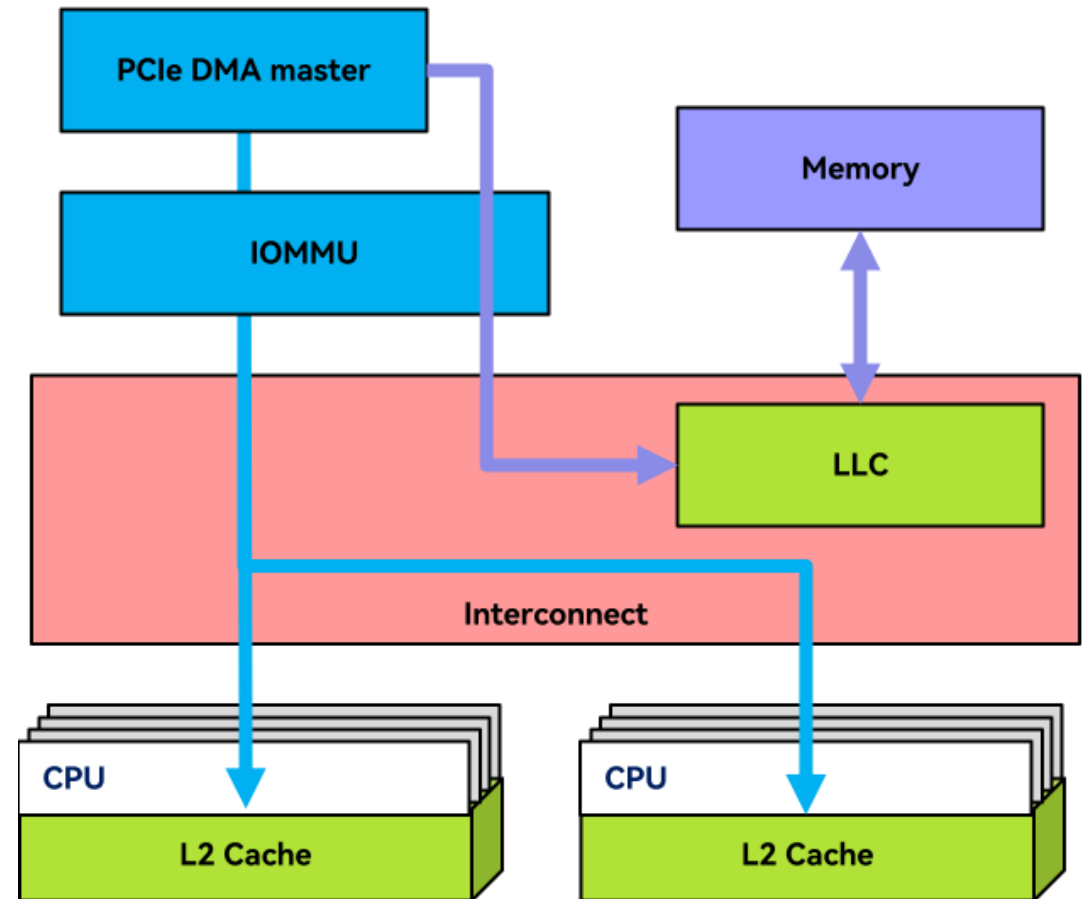 PCIe DMA master
Memory
IOMMU
LLC
Interconnect
CPU
CPU
L2 Cache
L2 Cache